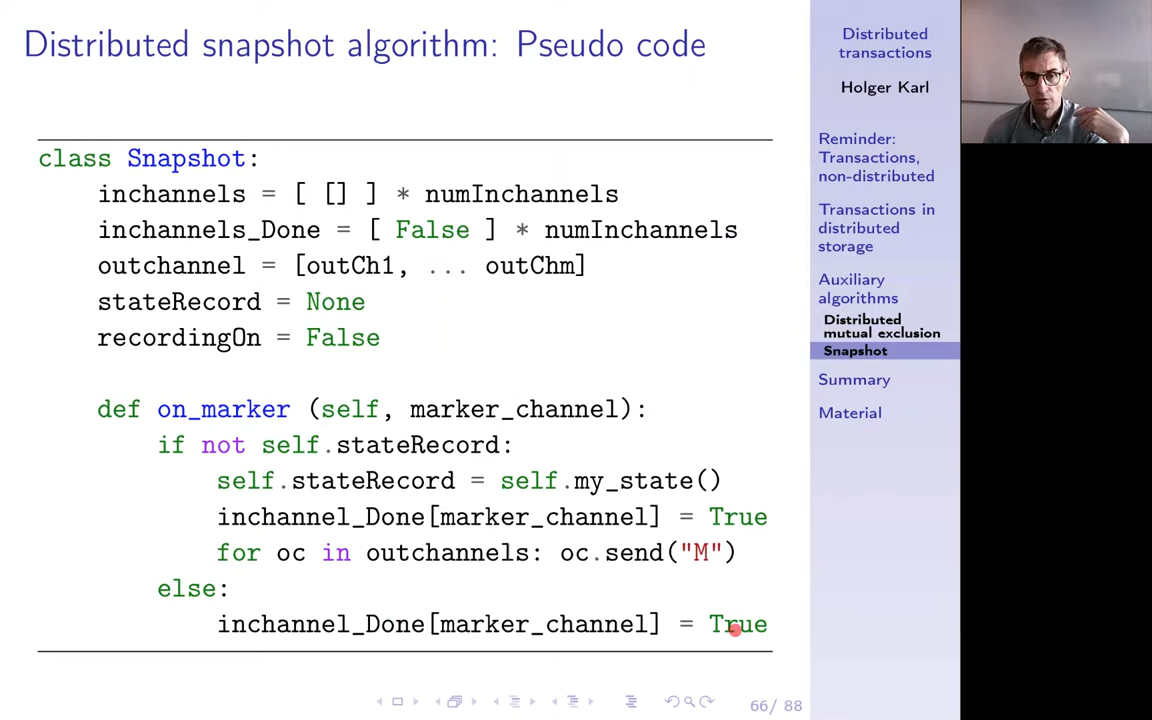 Distributed snapshot algorithm: Pseudo code
class Snapshot:
inchannels = [ [] ] * numInchannels
inchannels_Done = [ False ] * numInchannels
outchannel = [outCh1, ... outChm]
stateRecord = None
recordingOn = False
def on_marker (self, marker_channel):
if not self.stateRecord:
self.stateRecord = self.my_state()
inchannel_Done[marker_channel] = True
for oc in outchannels: oc.send("M")
else:
inchannel_Done[marker_channel] = True
66/ 88
Distributed
transactions
Holger Karl
Reminder:
Transactions,
non-distributed
Transactions in
distributed
storage
Auxiliary
algorithms
Distributed
mutual exclusion
Snapshot
Summary
Material